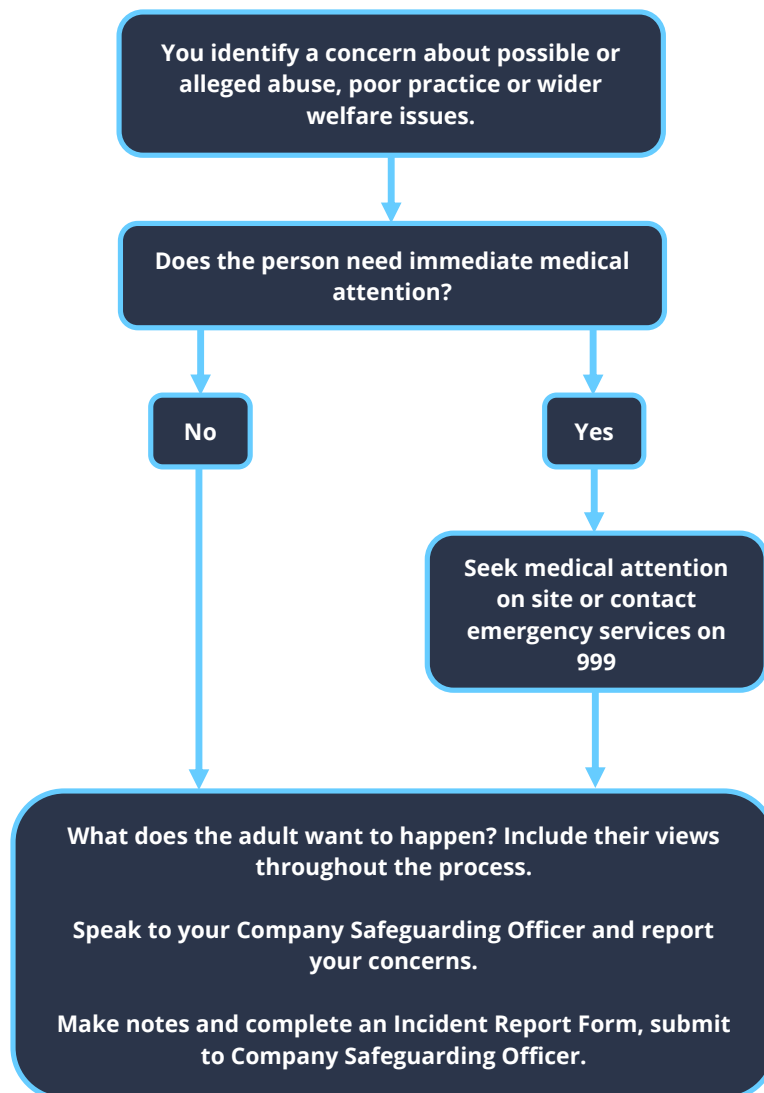 You identify a concern about possible or
alleged abuse, poor practice or wider
welfare issues.
Does the person need immediate medical
attention?
No
Yes
Seek medical attention
on site or contact
emergency services on
999
What does the adult want to happen? Include their views
throughout the process.
Speak to your Company Safeguarding Officer and report
your concerns.
Make notes and complete an Incident Report Form, submit
to Company Safeguarding Officer.